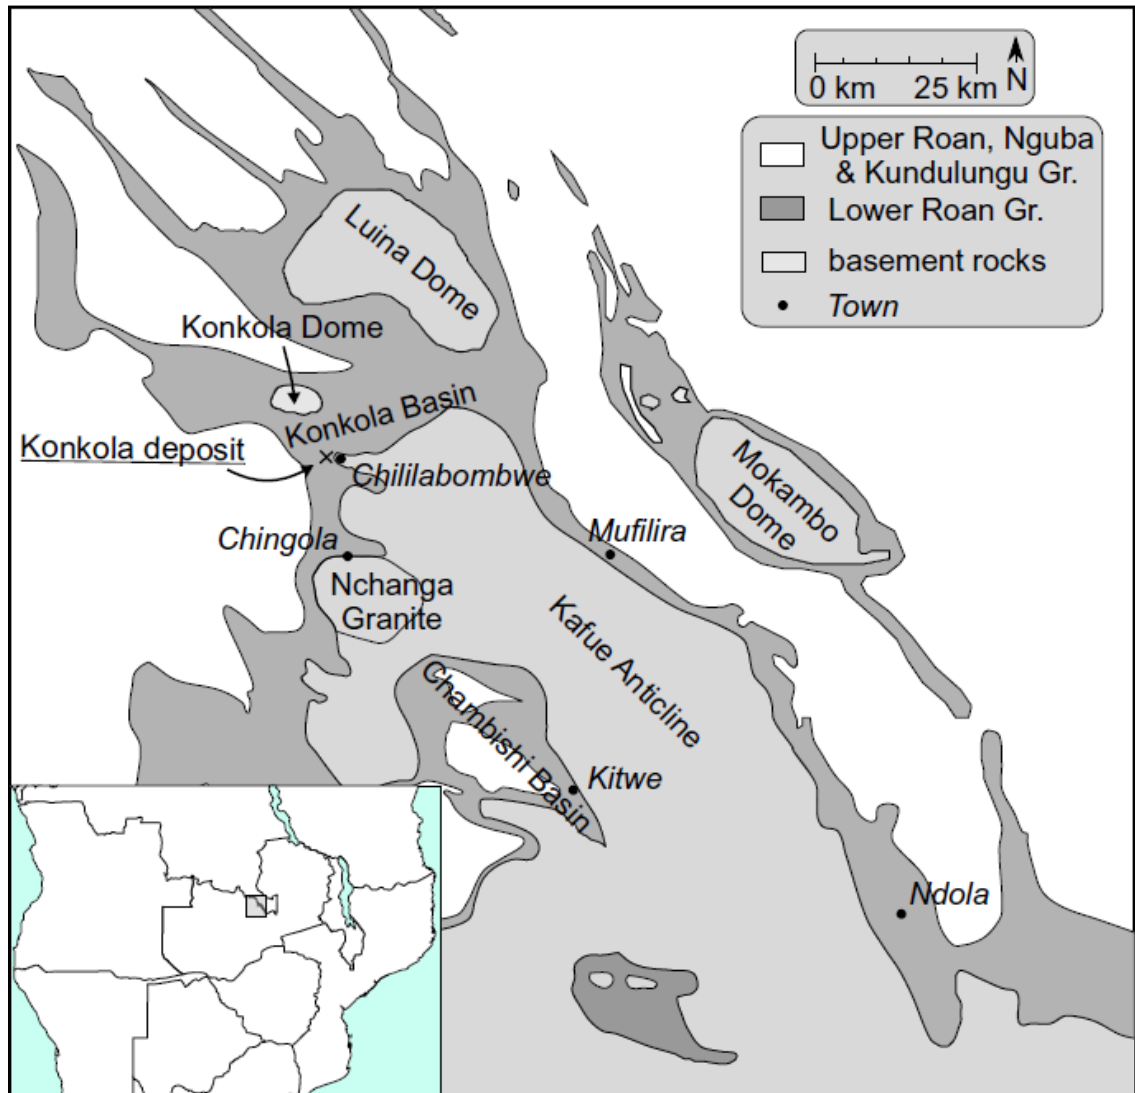 0 km 25 km N
Upper Roan, Nguba
& Kundulungu Gr.
Lower Roan Gr.
basement rocks
Town
Luina Dome
Konkola Dome
Konkola Basin
Konkola deposit
Chililabombwe
Mokambo
Dome
Chingola
Mufilira
Nchanga
Granite
Kafue Anticline
Chambishi Basin
Kitwe
Ndola